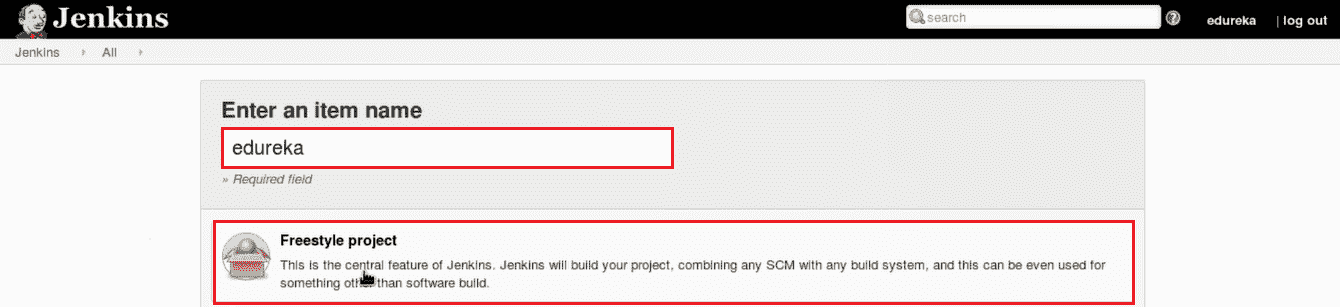 Jenkins
search
edureka
| log out
Jenkins
All
Enter an item name
edureka
» Required field
Freestyle project
This is the central feature of Jenkins. Jenkins will build your project, combining any SCM with any build system, and this can be even used for
something other than software build.